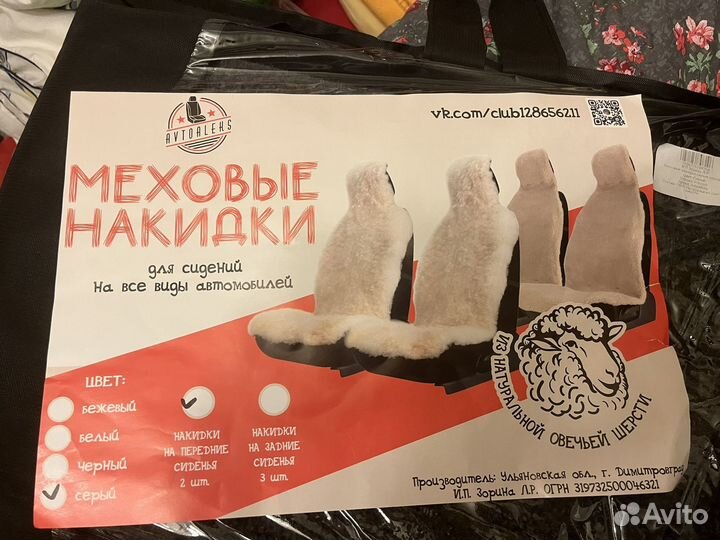 AVTOALEKS
vk.com/club128656211
МЕХОВЫЕ
НАКИДКИ
для сидений
на все виды автомобилей
ЦВЕТ:
бежевый
белый
черный
серый
НАКИДКИ
НА ПЕРЕДНИЕ
СИДЕНЬЯ
2 шт.
НАКИДКИ
НА ЗАДНИЕ
СИДЕНЬЯ
3 шт.
ИЗ НАТУРАЛЬНОЙ ОВЕЧЬЕЙ ШЕРСТИ
Производитель: Ульяновская обл., г. Димитровград
И.П. Зорина Л.Р. ОГРН 319732500046321
Avito